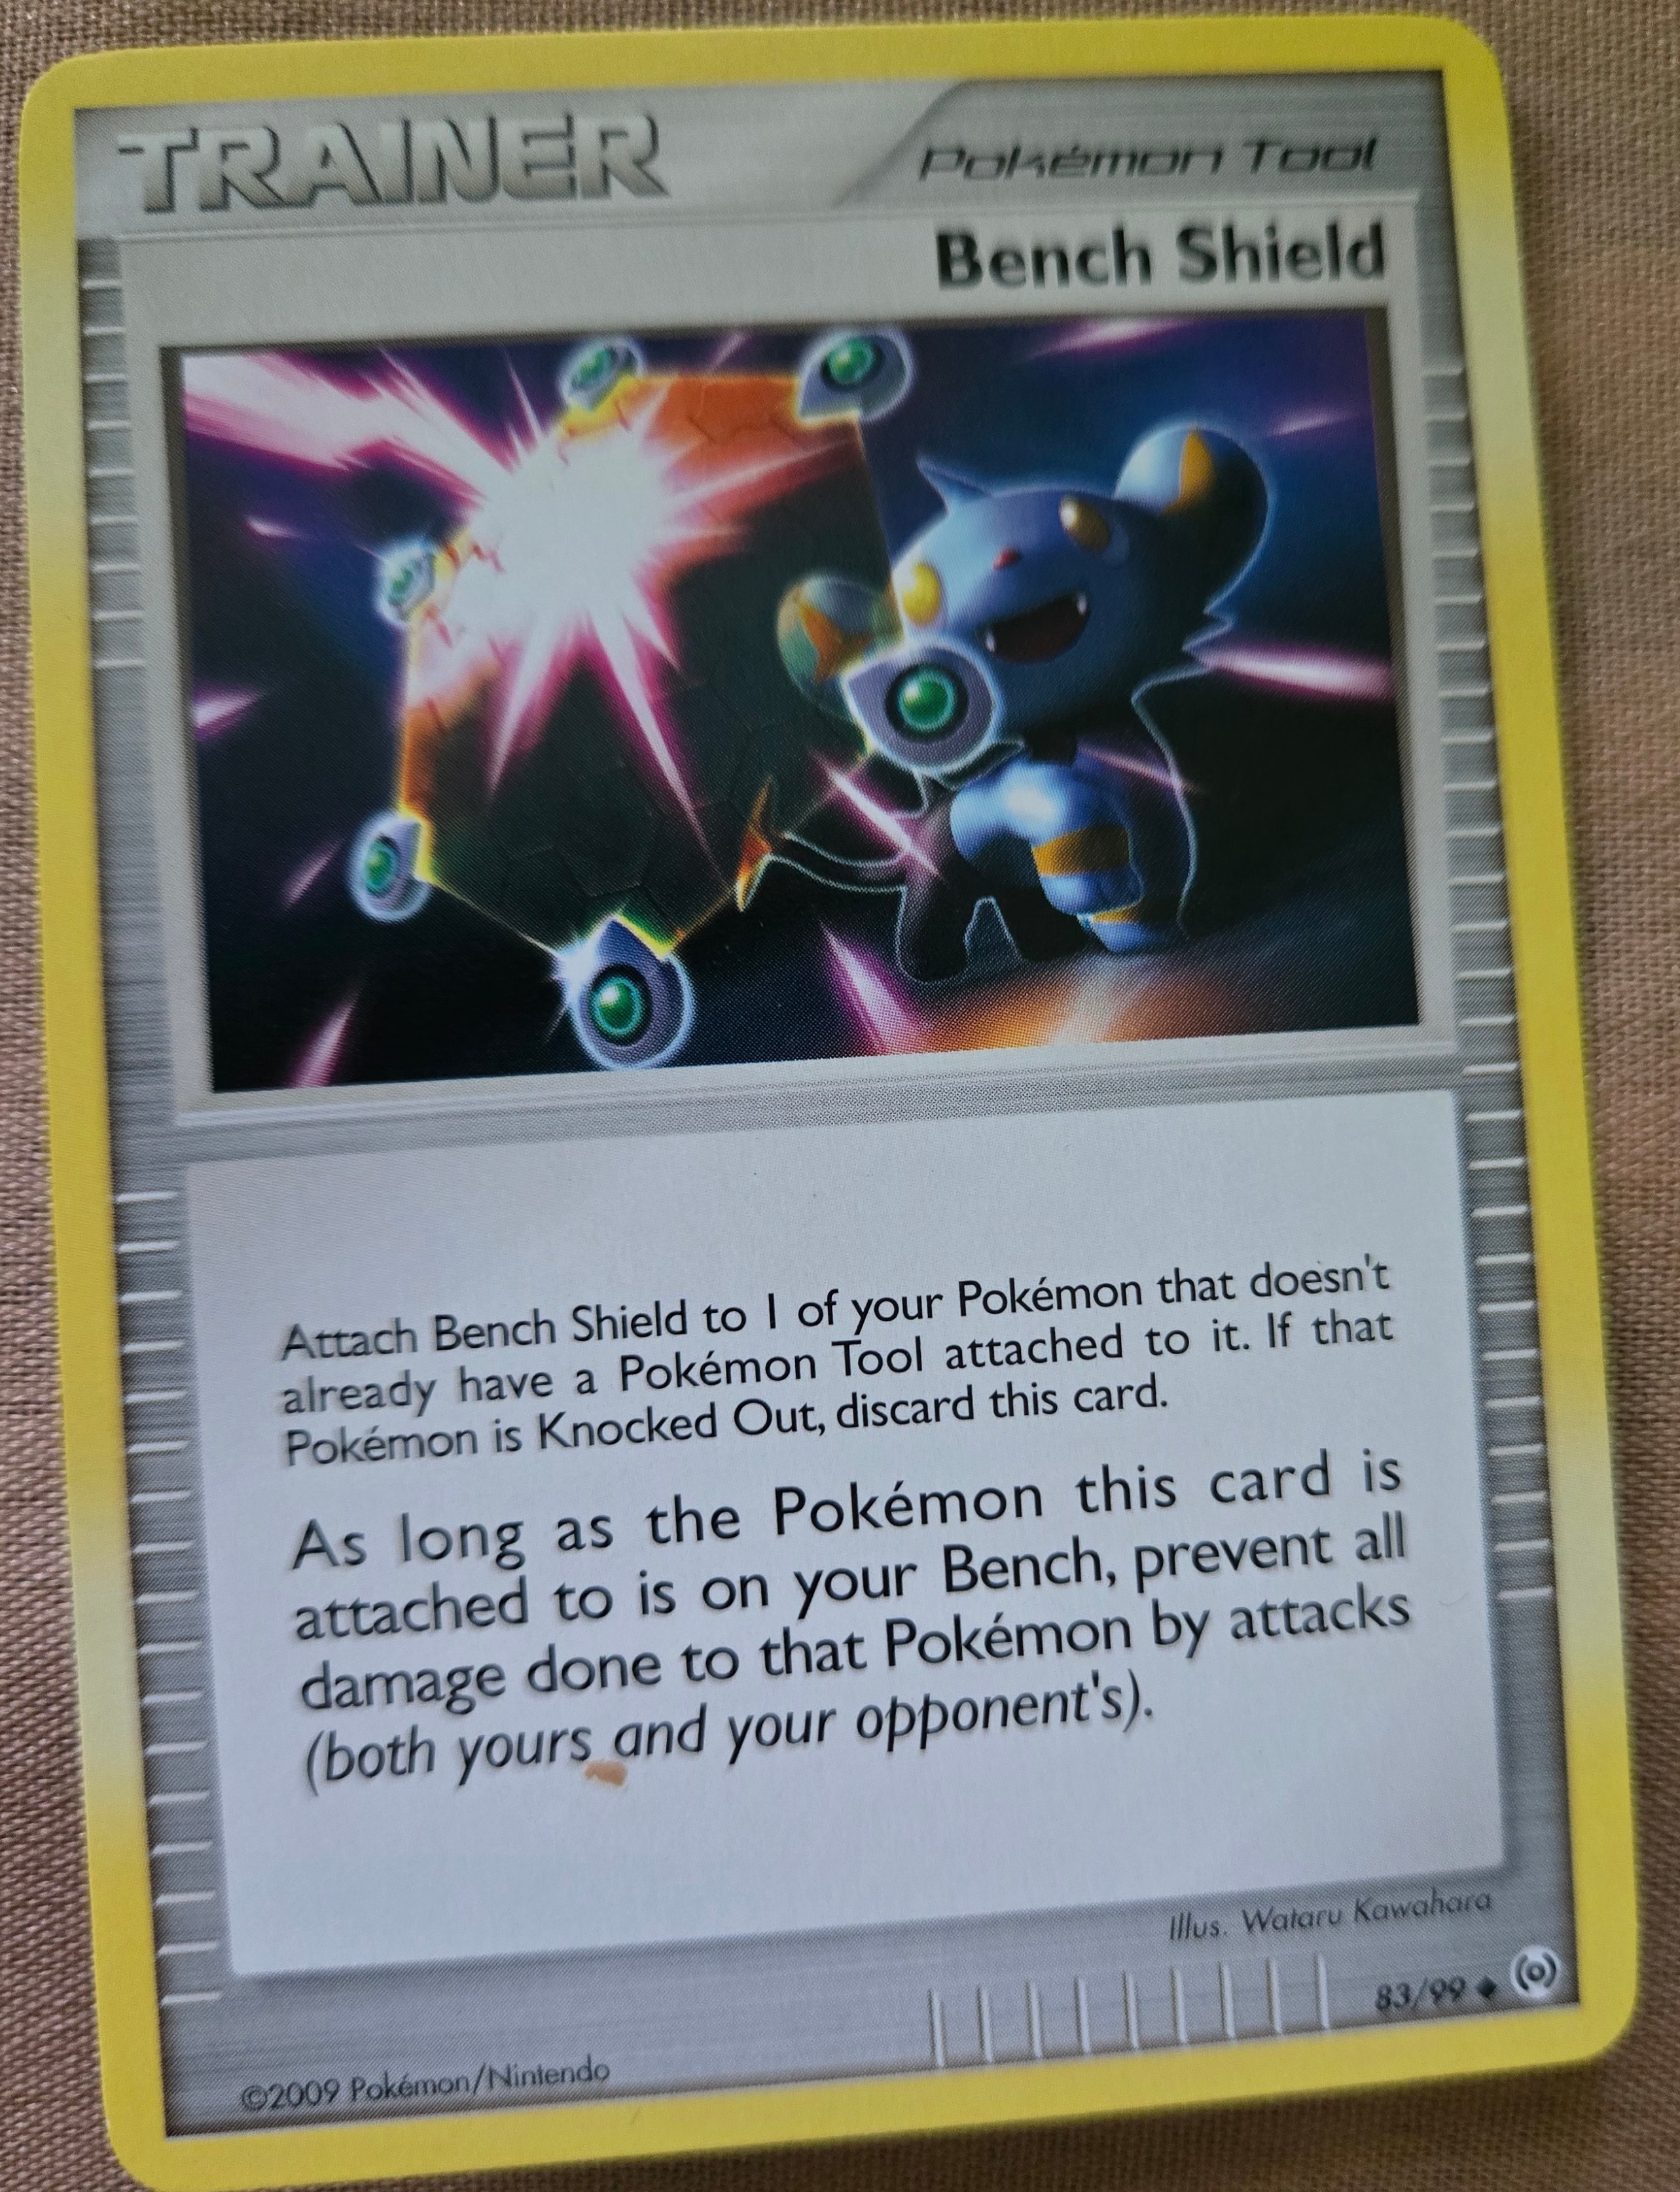 TRAINER
Pokémon Tool
Bench Shield
Attach Bench Shield to 1 of your Pokémon that doesn't
already have a Pokémon Tool attached to it. If that
Pokémon is Knocked Out, discard this card.
As long as the Pokémon this card is
attached to is on your Bench, prevent all
damage done to that Pokémon by attacks
(both yours and your opponent's).
Illus. Wataru Kawahara
83/99
©2009 Pokémon/Nintendo